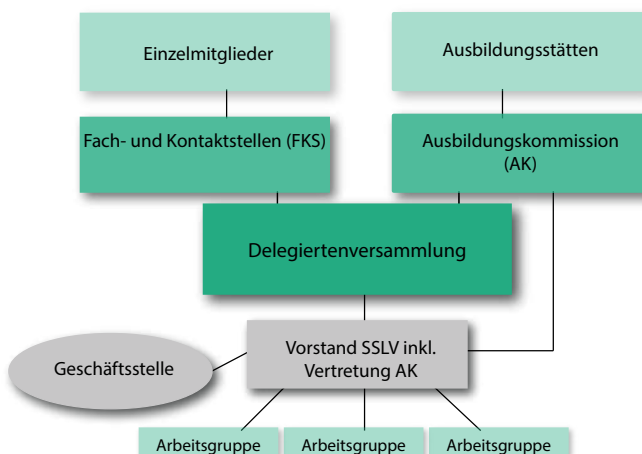 Einzelmitglieder
Ausbildungsstätten
Fach- und Kontaktstellen (FKS)
Ausbildungskommission
(AK)
Delegiertenversammlung
Geschäftsstelle
Vorstand SSLV inkl.
Vertretung AK
Arbeitsgruppe
Arbeitsgruppe
Arbeitsgruppe